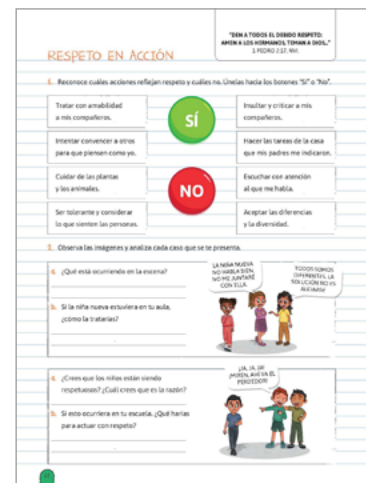 "DEN A TODOS EL DEBIDO RESPETO:
AMEN A LOS HERMANOS, TEMAN A DIOS..."
1 PEDRO 2:17, NVI.
RESPETO EN ACCIÓN
1. Reconoce cuáles acciones reflejan respeto y cuáles no. Únelas hacia los botones "Sí" o "No".
Tratar con amabilidad
a mis compañeros.
Intentar convencer a otros
para que piensen como yo.
Cuidar de las plantas
y los animales.
Ser tolerante y considerar
lo que sienten las personas.
SÍ
NO
Insultar y criticar a mis
compañeros.
Hacer las tareas de la casa
que mis padres me indicaron.
Escuchar con atención
al que me habla.
Aceptar las diferencias
y la diversidad.
2. Observa las imágenes y analiza cada caso que se te presenta.
a. ¿Qué está ocurriendo en la escena?
b. Si la niña nueva estuviera en tu aula,
¿cómo la tratarías?
LA NIÑA NUEVA
NO HABLA BIEN,
NO ME JUNTARÉ
CON ELLA.
TODOS SOMOS
DIFERENTES, LA
SOLUCIÓN NO ES
ALEJARSE
a. ¿Crees que los niños están siendo
respetuosos? ¿Cuál crees que es la razón?
b. Si esto ocurriera en tu escuela. ¿Qué harías
para actuar con respeto?
¡JA, JA, JA!
¡MIREN, AHÍ VA EL
PERDEDOR!